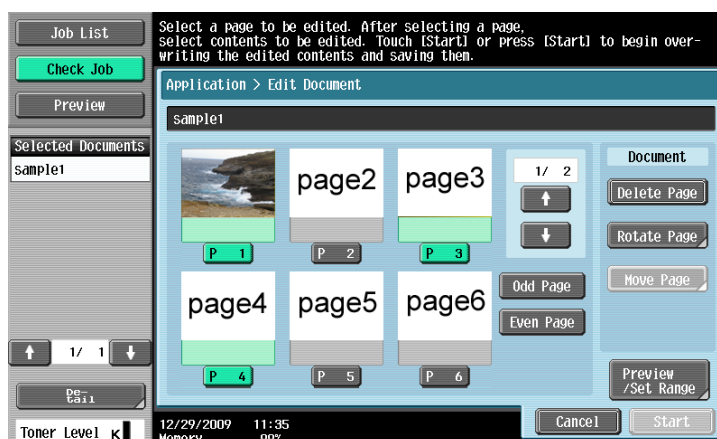 Job List
Check Job
Preview
Selected Documents
sample1
1/ 1
De-
tail
Toner Level K
Select a page to be edited. After selecting a page,
select contents to be edited. Touch [Start] or press [Start] to begin over-
writing the edited contents and saving them.
Application > Edit Document
sample1
page2
page3
P 1
P 2
P 3
page4
page5
page6
P 4
P 5
P 6
1/ 2
Odd Page
Even Page
Document
Delete Page
Rotate Page
Move Page
Preview
/Set Range
12/29/2009 11:35
Memory
Cancel
Start